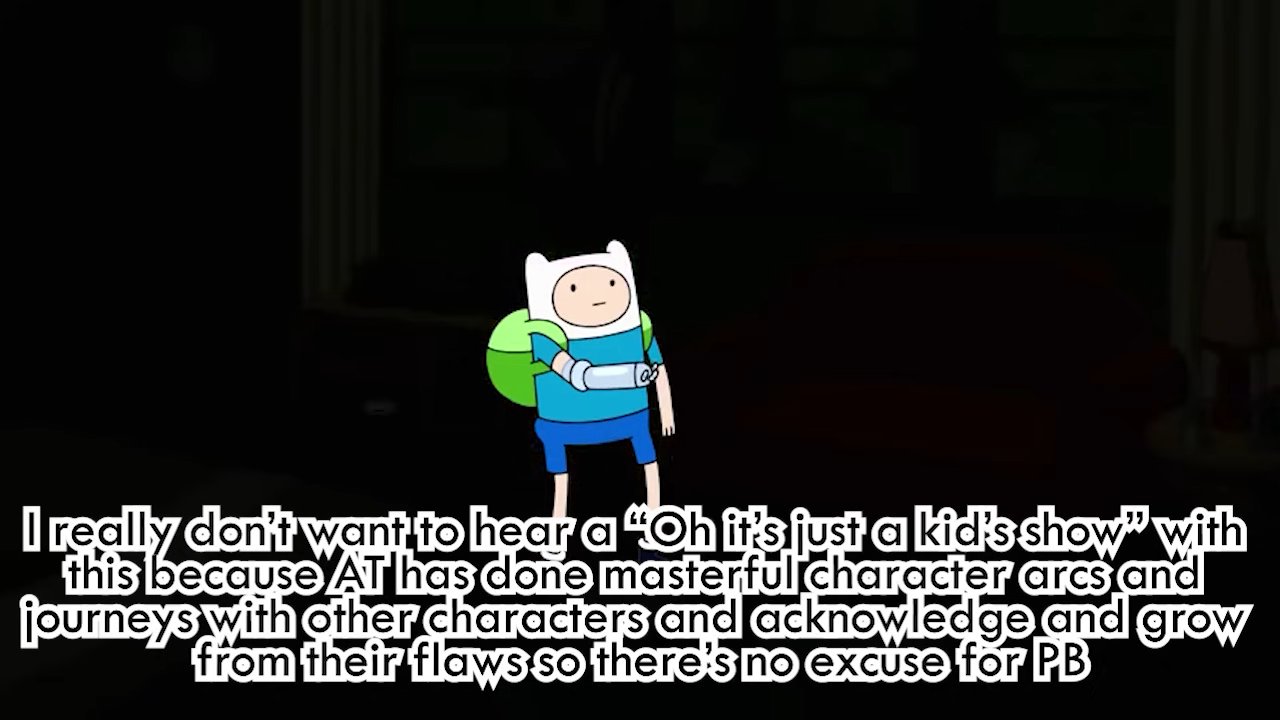 I really don't want to hear a “Oh it's just a kid's show” with
this because AT has done masterful character arcs and
journeys with other characters and acknowledge and grow
from their flaws so there's no excuse for PB